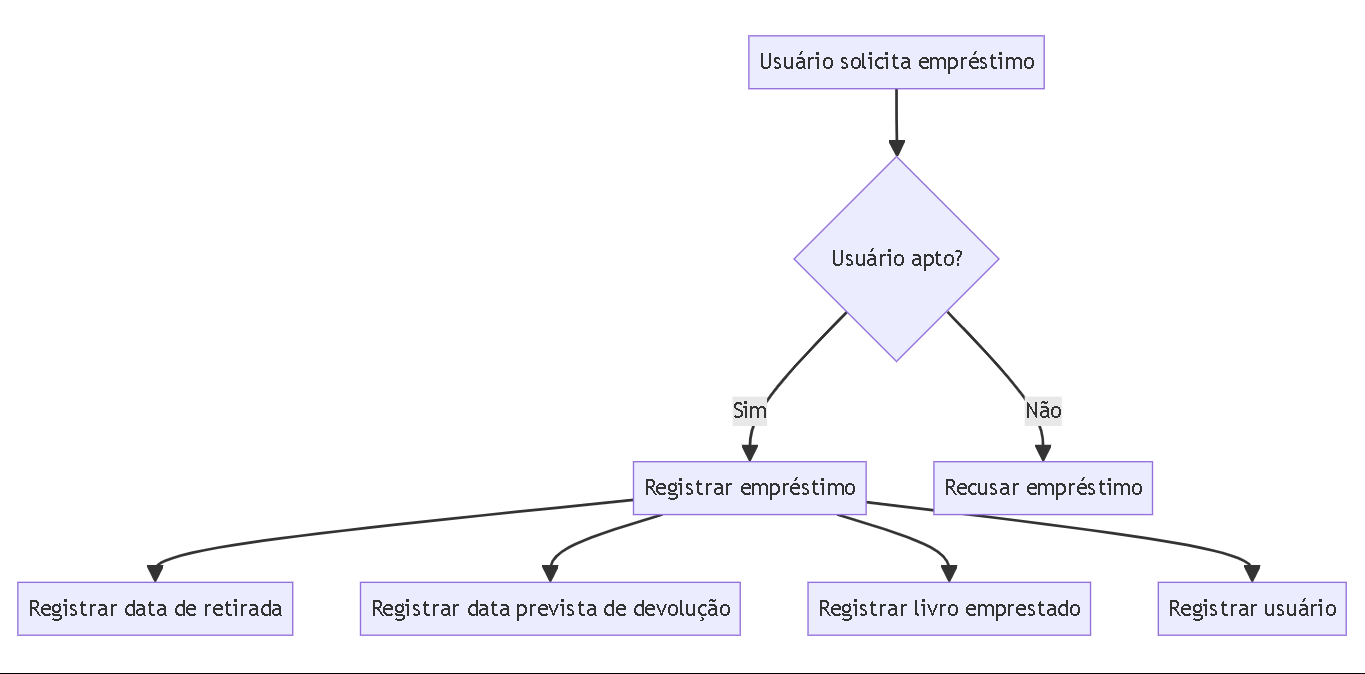 Usuário solicita empréstimo
Usuário apto?
Sim
Não
Registrar empréstimo
Recusar empréstimo
Registrar data de retirada
Registrar data prevista de devolução
Registrar livro emprestado
Registrar usuário